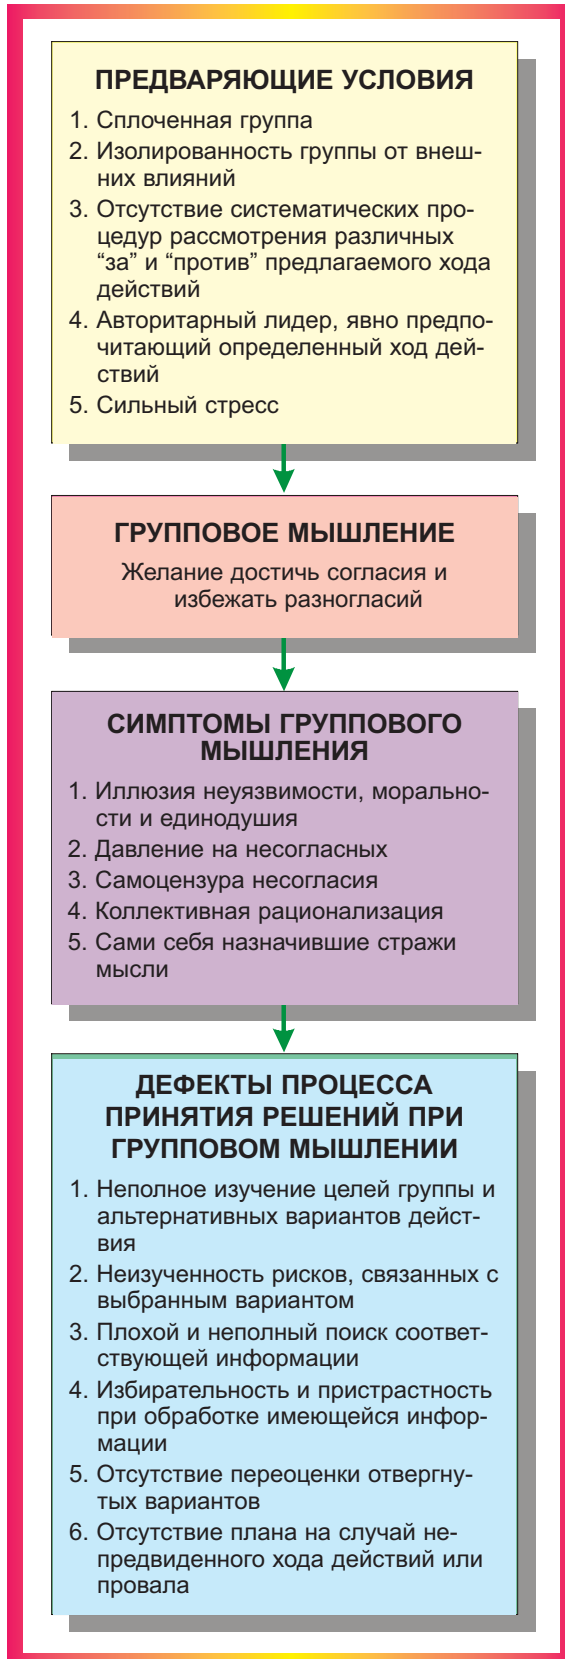 ПРЕДВАРЯЮЩИЕ УСЛОВИЯ
1. Сплоченная группа
2. Изолированность группы от внеш-
них влияний
3. Отсутствие систематических про-
цедур рассмотрения различных
“за” и “против” предлагаемого хода
действий
4. Авторитарный лидер, явно предпо-
читающий определенный ход дей-
ствий
5. Сильный стресс
ГРУППОВОЕ МЫШЛЕНИЕ
Желание достичь согласия и
избежать разногласий
СИМПТОМЫ ГРУППОВОГО
МЫШЛЕНИЯ
1. Иллюзия неуязвимости, морально-
сти и единодушия
2. Давление на несогласных
3. Самоцензура несогласия
4. Коллективная рационализация
5. Сами себя назначившие стражи
мысли
ДЕФЕКТЫ ПРОЦЕССА
ПРИНЯТИЯ РЕШЕНИЙ ПРИ
ГРУППОВОМ МЫШЛЕНИИ
1. Неполное изучение целей группы и
альтернативных вариантов дейст-
вия
2. Неизученность рисков, связанных с
выбранным вариантом
3. Плохой и неполный поиск соответ-
ствующей информации
4. Избирательность и пристрастность
при обработке имеющейся инфор-
мации
5. Отсутствие переоценки отвергну-
тых вариантов
6. Отсутствие плана на случай не-
предвиденного хода действий или
провала